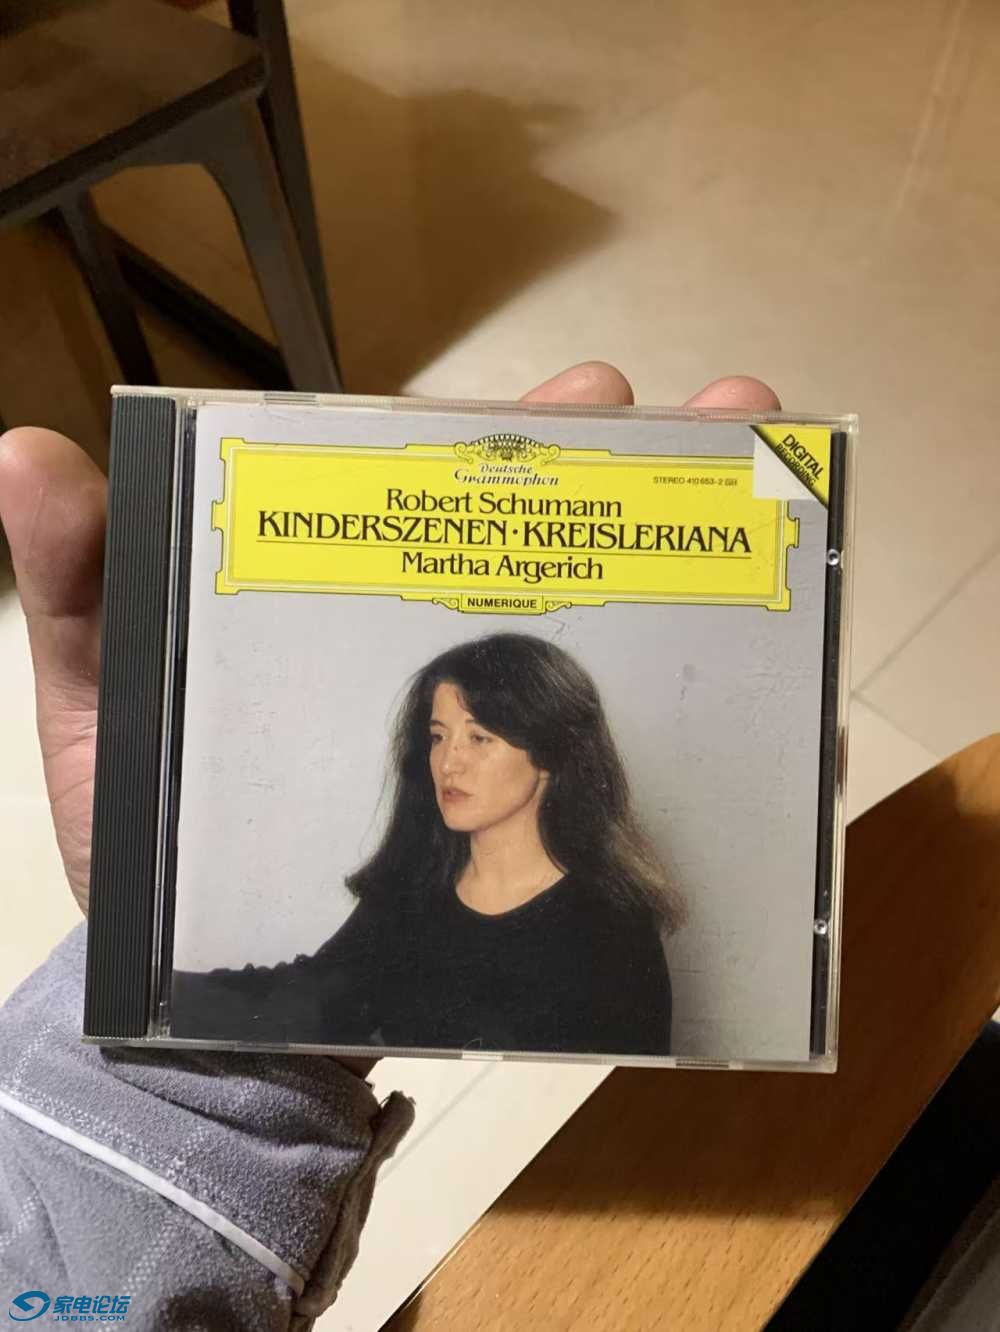 Deutsche
Grammophon
STEREO 410 653-2
DIGITAL
RECORDING
Robert Schumann
KINDERSZENEN · KREISLERIANA
Martha Argerich
NUMERIQUE
家电论坛
JDBBS.COM